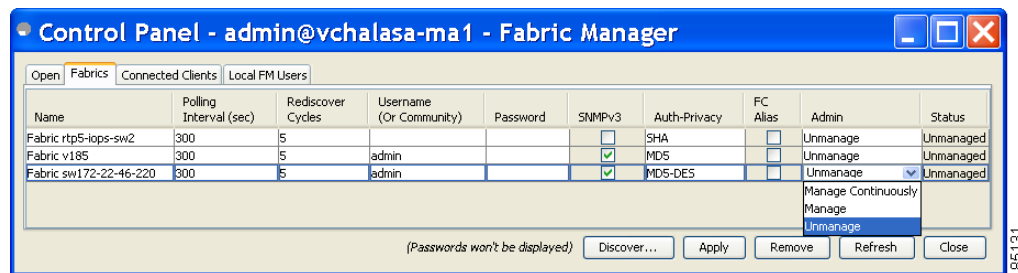 Control Panel - admin@vchalasa-ma1 - Fabric Manager
Open Fabrics Connected Clients Local FM Users
Name Polling Interval (sec) Rediscover Cycles Username (Or Community) Password SNMPv3 Auth-Privacy FC Alias Admin Status
Fabric rtp5-iops-sw2 300 5 SHA Unmanage Unmanaged
Fabric v185 300 5 admin MD5 Unmanage Unmanaged
Fabric sw172-22-46-220 300 5 admin MD5-DES Unmanage Unmanaged
Manage Continuously
Manage
Unmanage
(Passwords won't be displayed) Discover... Apply Remove Refresh Close
95131